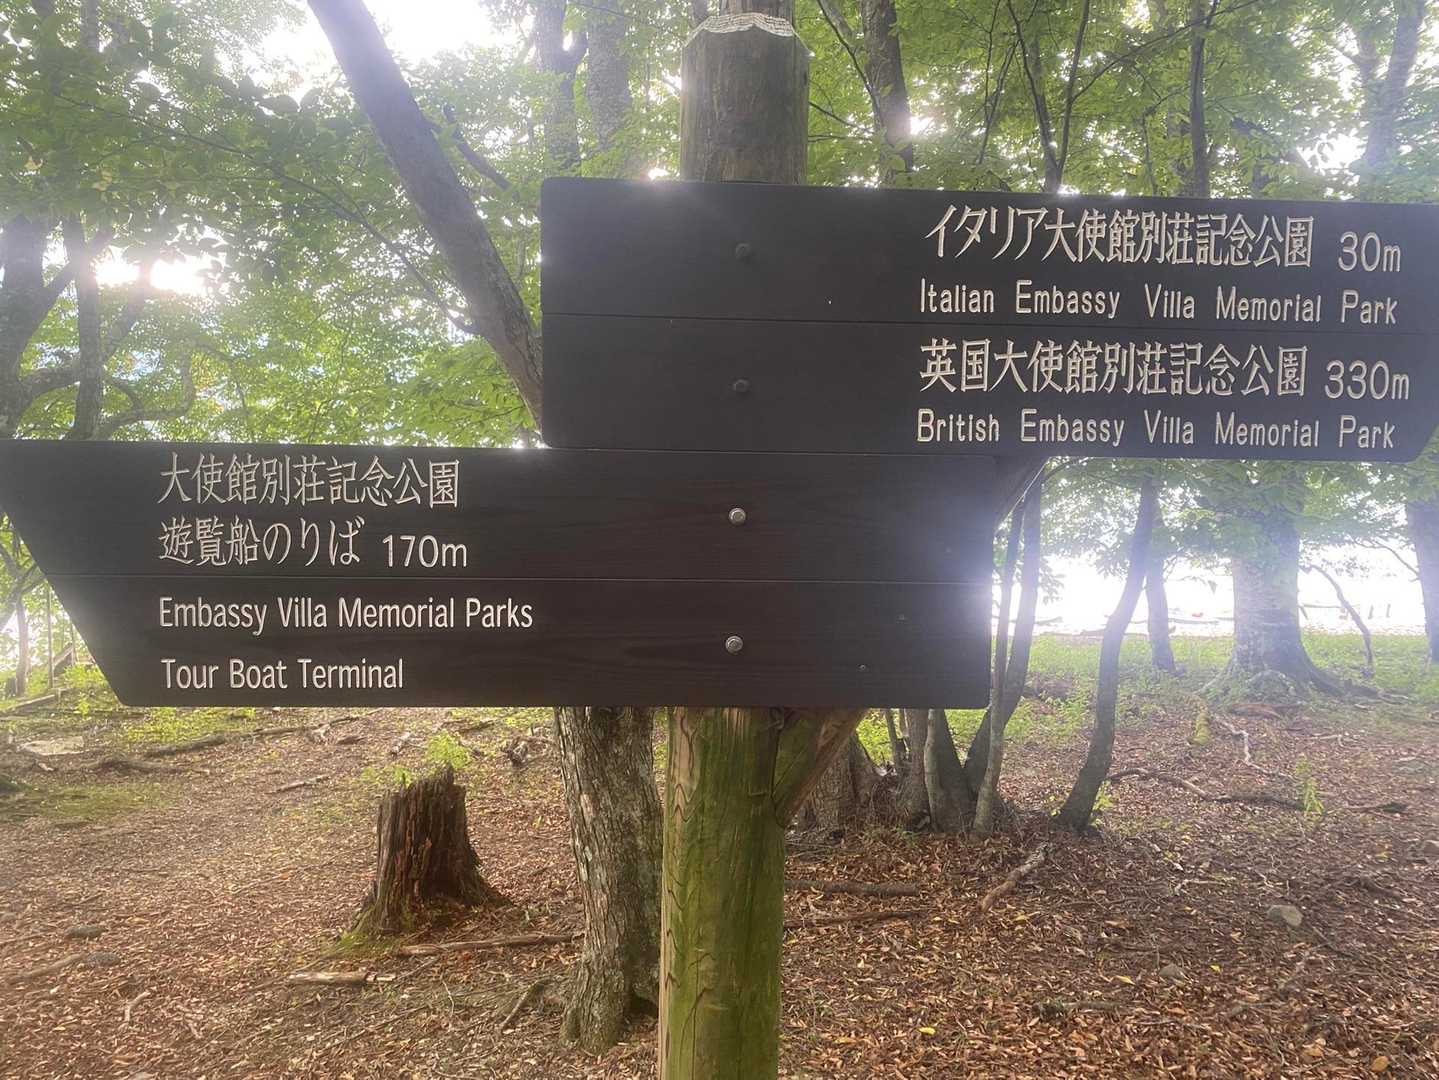 イタリア大使館別荘記念公園 30m
Italian Embassy Villa Memorial Park
英国大使館別荘記念公園 330m
British Embassy Villa Memorial Park
大使館別荘記念公園
遊覧船のりば 170m
Embassy Villa Memorial Parks
Tour Boat Terminal